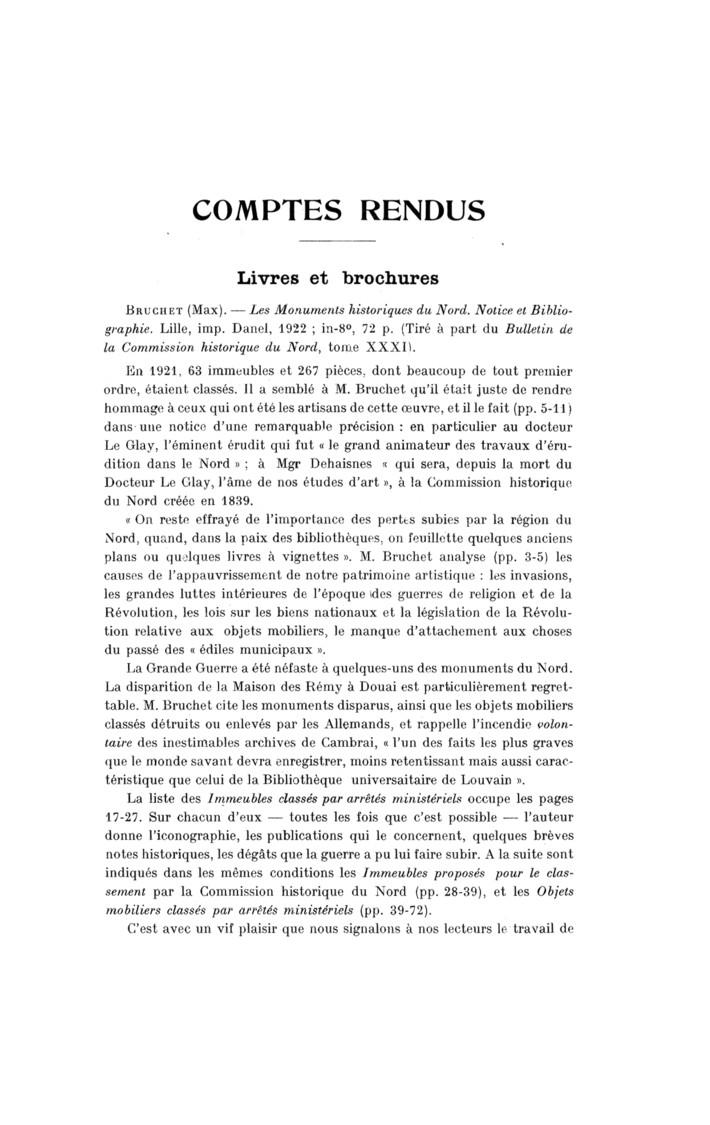 COMPTES RENDUS
Livres et brochures
BRUCHET (Max). — Les Monuments historiques du Nord. Notice et Biblio-
graphie. Lille, imp. Danel, 1922 ; in-8º, 72 p. (Tiré à part du Bulletin de
la Commission historique du Nord, tome XXXI).
En 1921, 63 immeubles et 267 pièces, dont beaucoup de tout premier
ordre, étaient classés. Il a semblé à M. Bruchet qu'il était juste de rendre
hommage à ceux qui ont été les artisans de cette œuvre, et il le fait (pp. 5-11)
dans une notice d'une remarquable précision : en particulier au docteur
Le Glay, l'éminent érudit qui fut « le grand animateur des travaux d'éru-
dition dans le Nord » ; à Mgr Dehaisnes « qui sera, depuis la mort du
Docteur Le Glay, l'âme de nos études d'art », à la Commission historique
du Nord créée en 1839.
« On reste effrayé de l'importance des pertes subies par la région du
Nord, quand, dans la paix des bibliothèques, on feuillette quelques anciens
plans ou quelques livres à vignettes ». M. Bruchet analyse (pp. 3-5) les
causes de l'appauvrissement de notre patrimoine artistique : les invasions,
les grandes luttes intérieures de l'époque des guerres de religion et de la
Révolution, les lois sur les biens nationaux et la législation de la Révolu-
tion relative aux objets mobiliers, le manque d'attachement aux choses
du passé des « édiles municipaux ».
La Grande Guerre a été néfaste à quelques-uns des monuments du Nord.
La disparition de la Maison des Rémy à Douai est particulièrement regret-
table. M. Bruchet cite les monuments disparus, ainsi que les objets mobiliers
classés détruits ou enlevés par les Allemands, et rappelle l'incendie volon-
taire des inestimables archives de Cambrai, « l'un des faits les plus graves
que le monde savant devra enregistrer, moins retentissant mais aussi carac-
téristique que celui de la Bibliothèque universaitaire de Louvain ».
La liste des Immeubles classés par arrêtés ministériels occupe les pages
17-27. Sur chacun d'eux — toutes les fois que c'est possible — l'auteur
donne l'iconographie, les publications qui le concernent, quelques brèves
notes historiques, les dégâts que la guerre a pu lui faire subir. A la suite sont
indiqués dans les mêmes conditions les Immeubles proposés pour le clas-
sement par la Commission historique du Nord (pp. 28-39), et les Objets
mobiliers classés par arrêtés ministériels (pp. 39-72).
C'est avec un vif plaisir que nous signalons à nos lecteurs le travail de